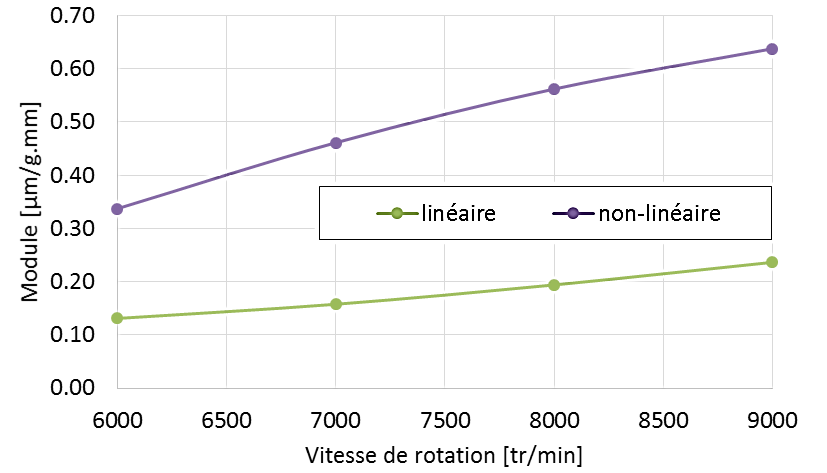 0.70
0.60
0.50
0.40
0.30
0.20
0.10
0.00
Module [µm/g.mm]
linéaire
non-linéaire
6000 6500 7000 7500 8000 8500 9000
Vitesse de rotation [tr/min]